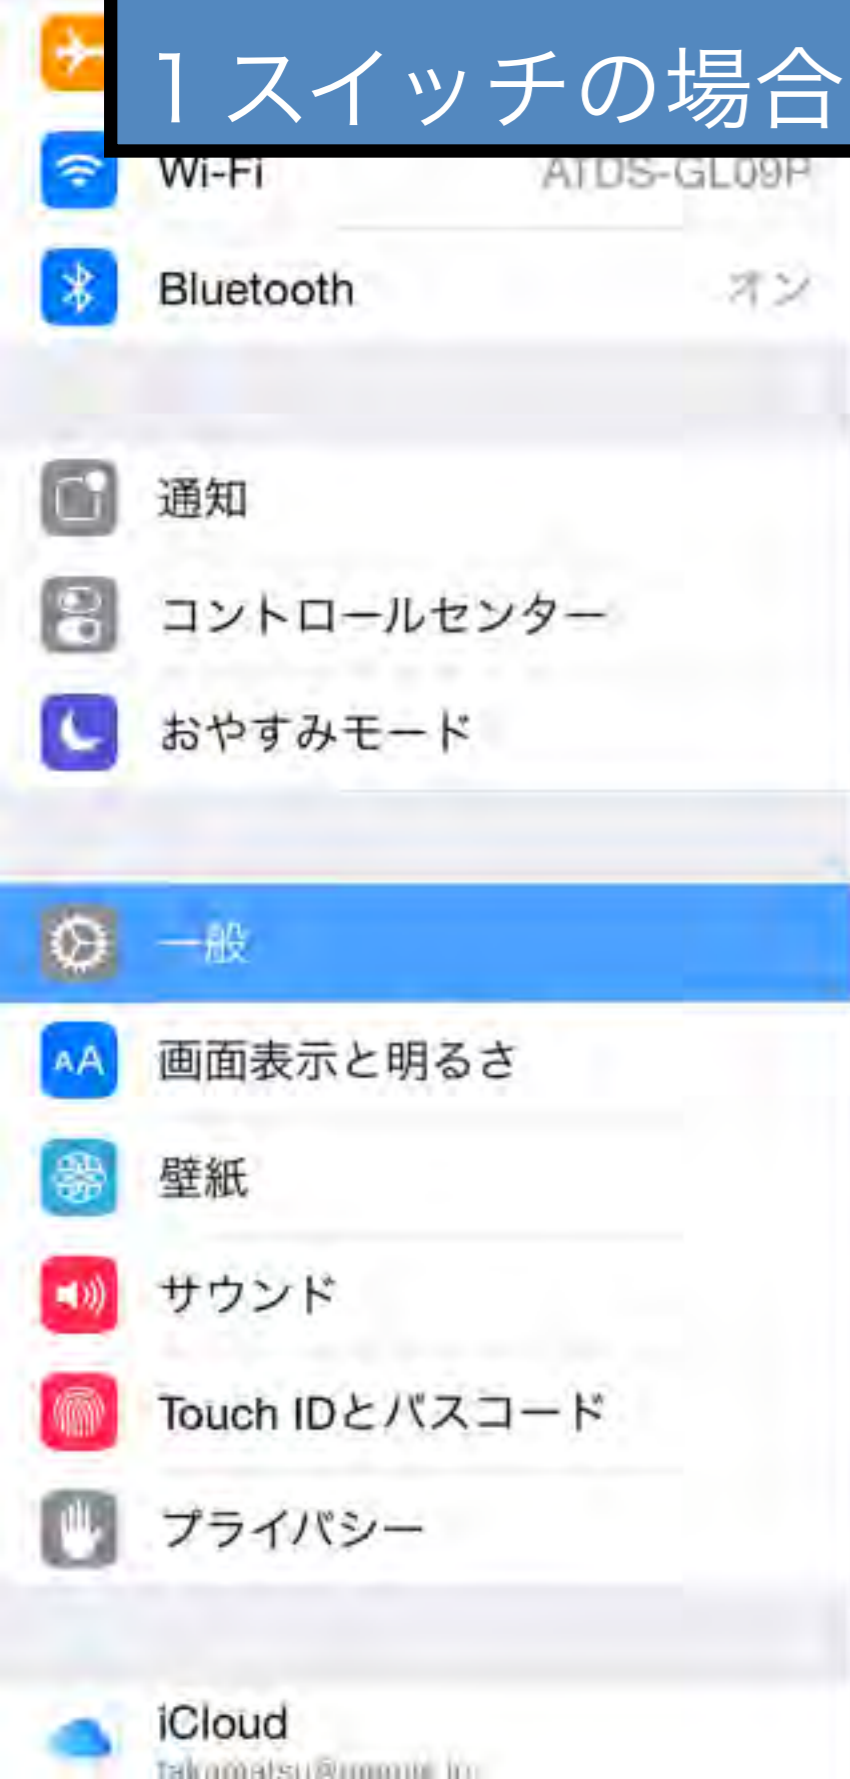 １スイッチの場合
Wi-Fi ATDS-GL09P
Bluetooth オン
通知
コントロールセンター
おやすみモード
一般
AA 画面表示と明るさ
壁紙
サウンド
Touch IDとパスコード
プライバシー
iCloud